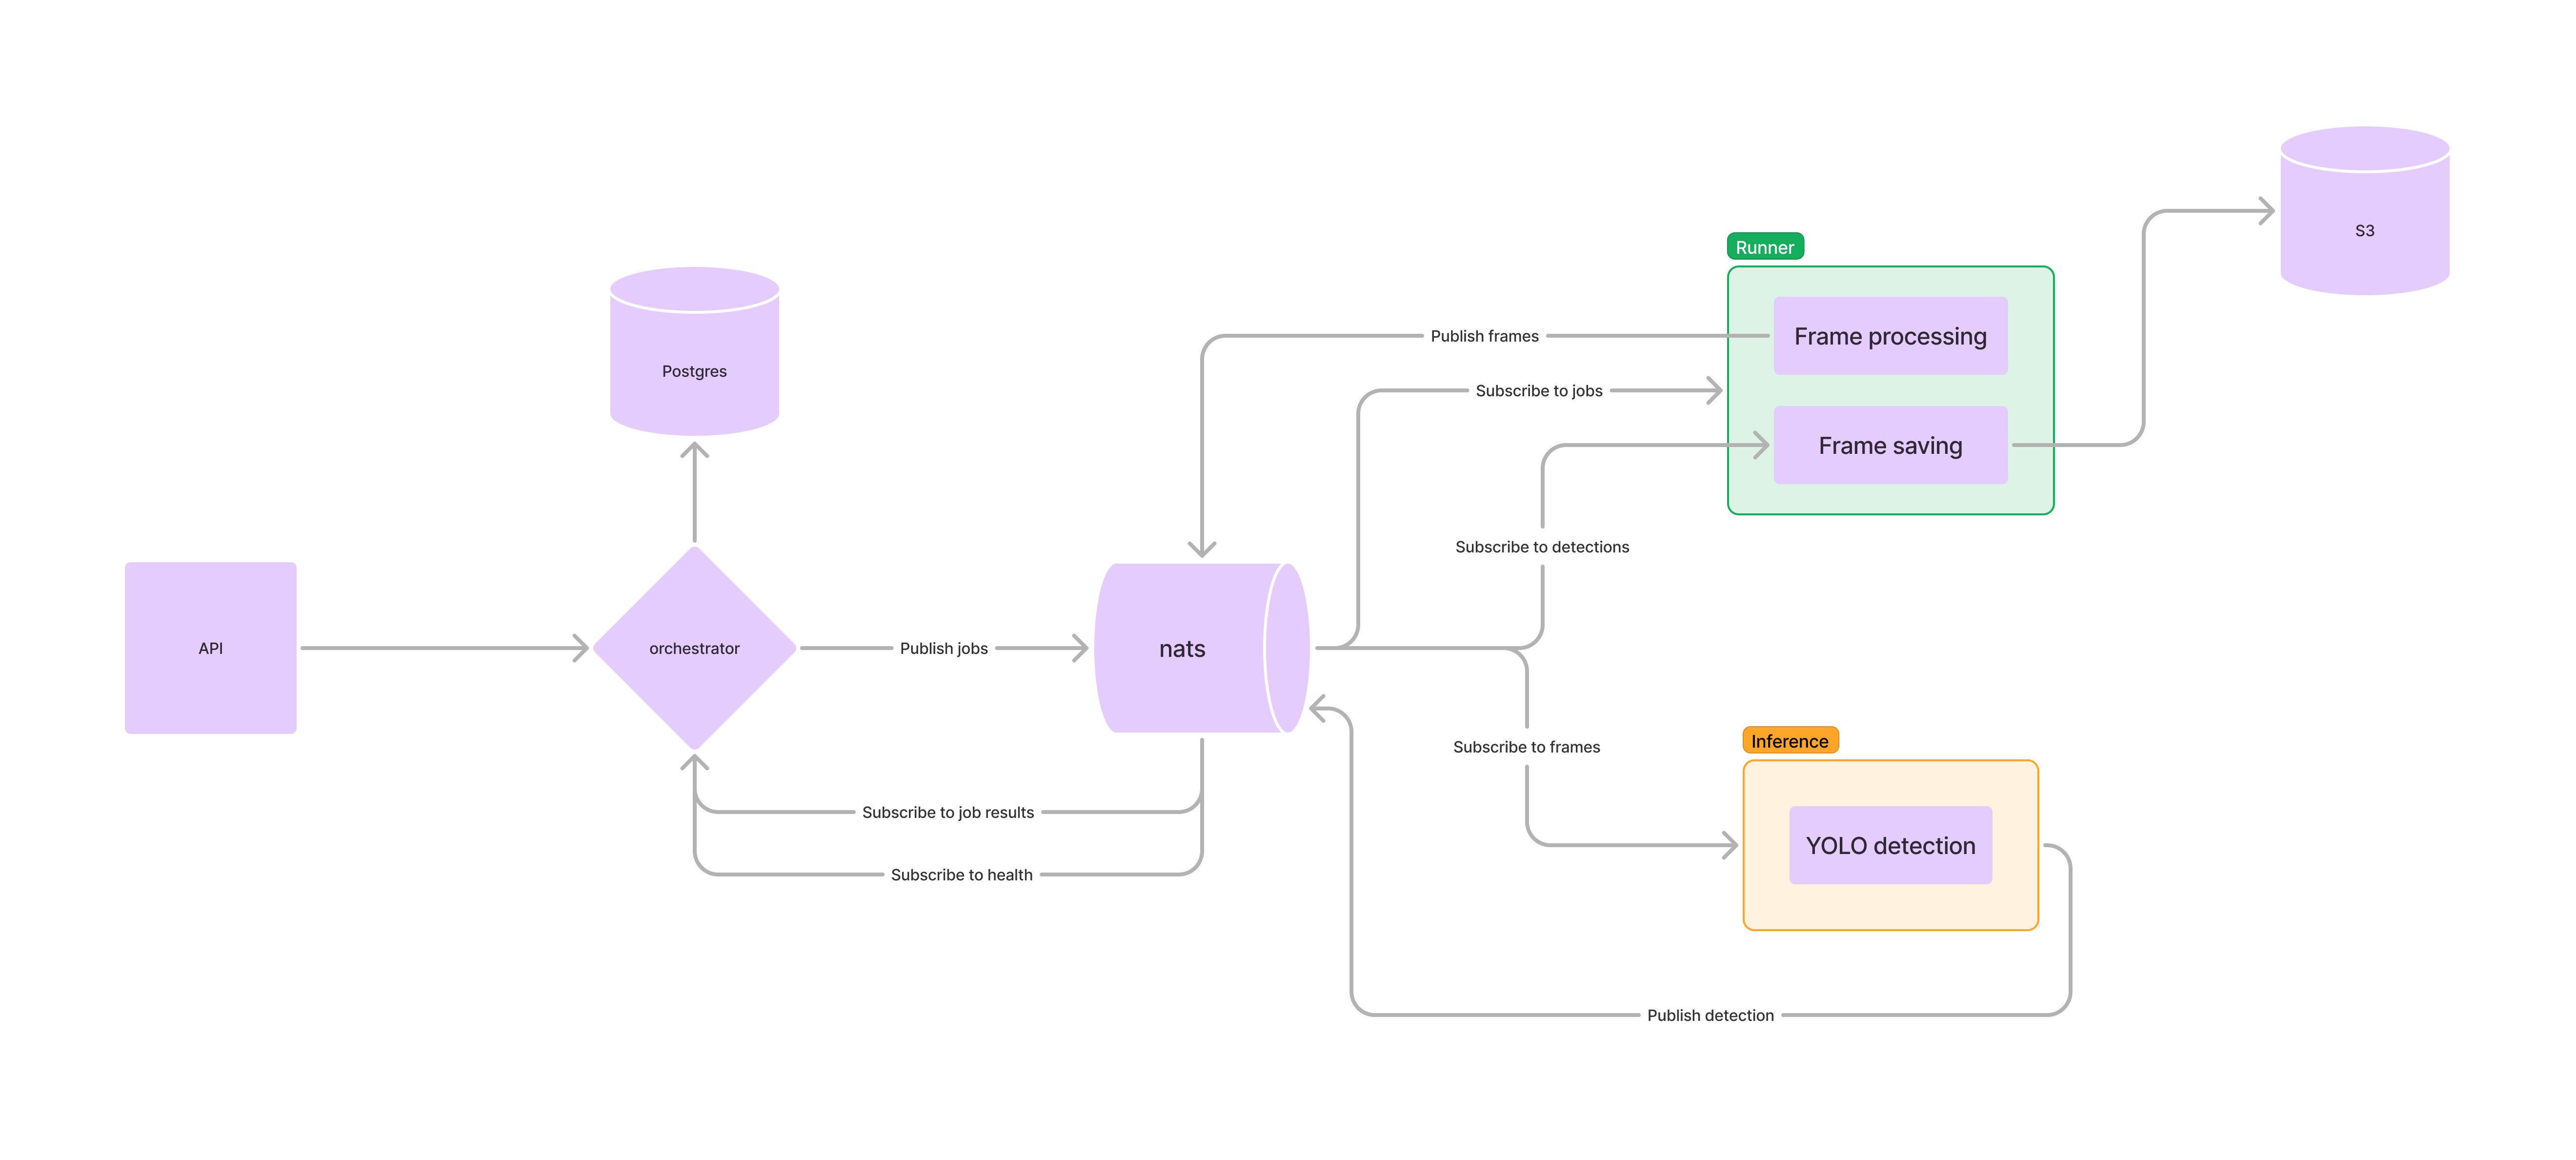 S3
Runner
Frame processing
Publish frames
Postgres
Subscribe to jobs
Frame saving
Subscribe to detections
API
orchestrator
Publish jobs
nats
Subscribe to frames
Inference
Subscribe to job results
YOLO detection
Subscribe to health
Publish detection